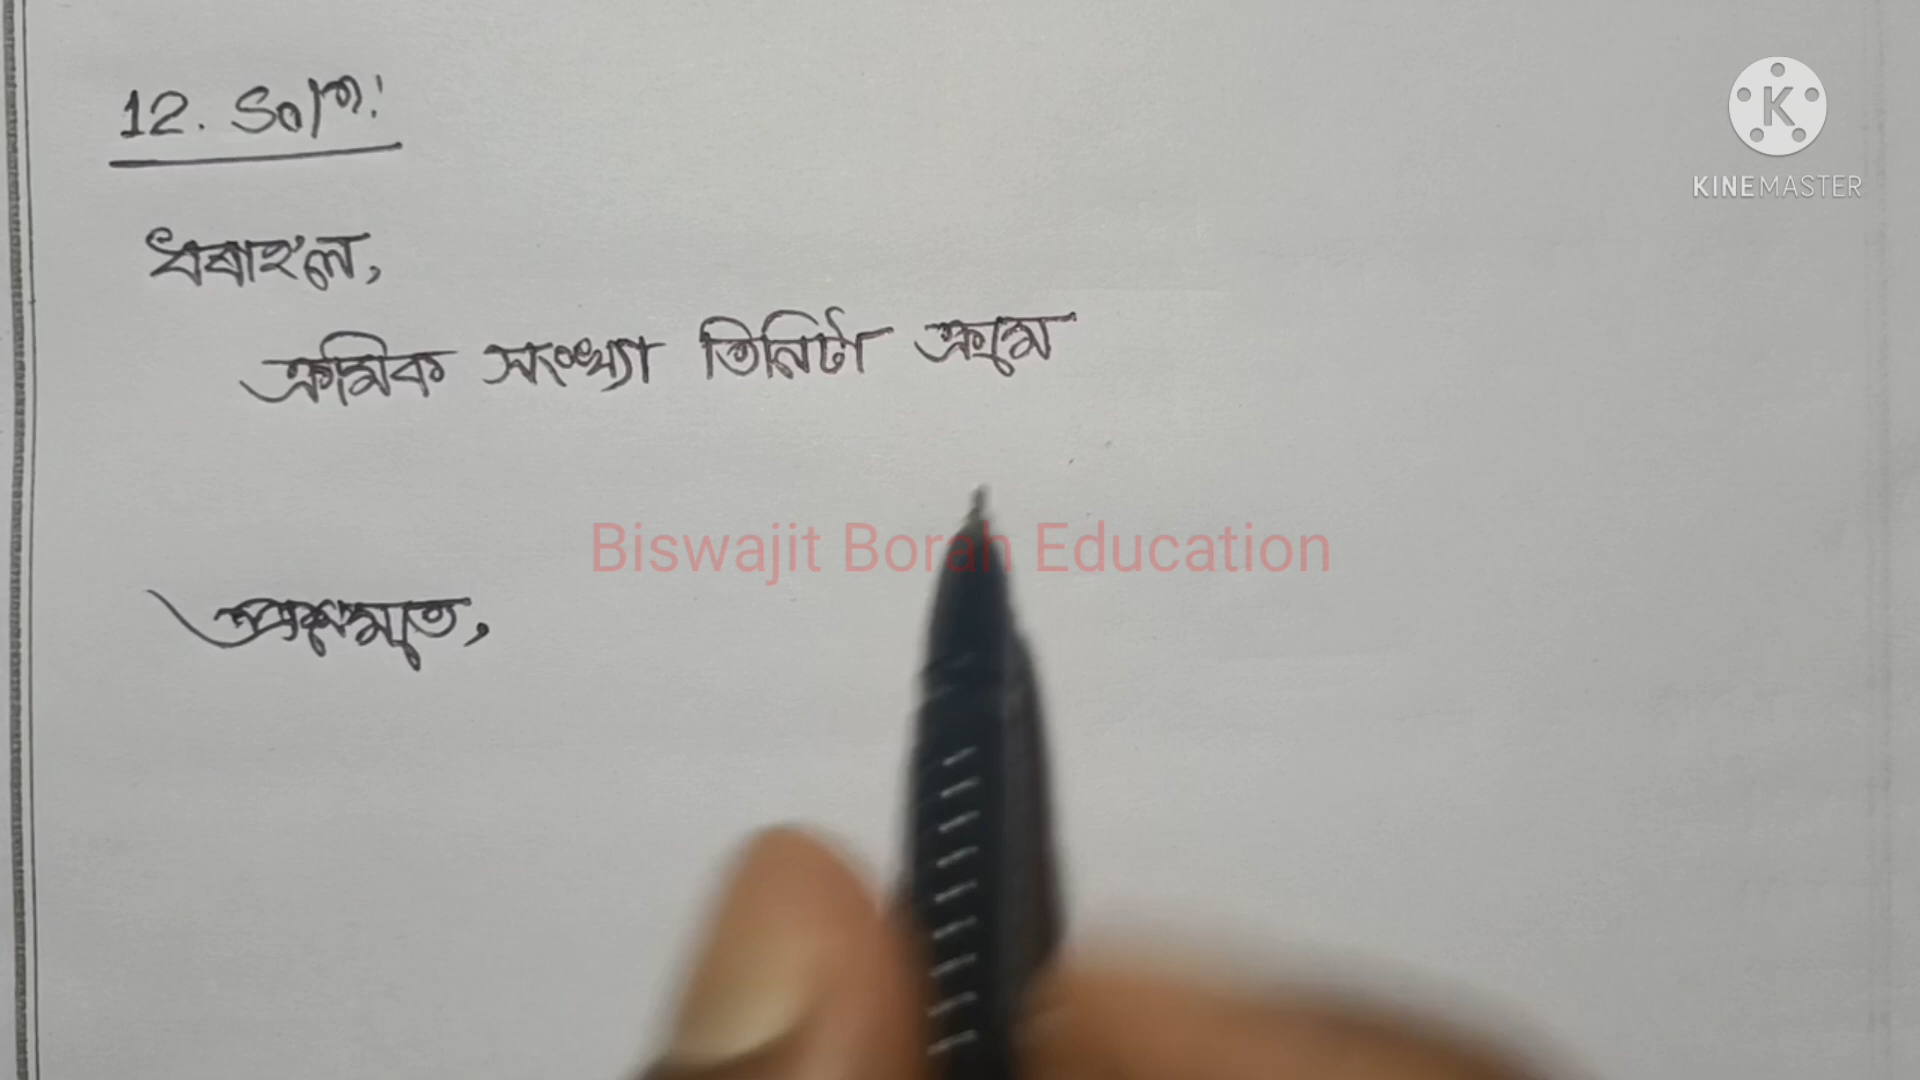 12. Solⁿ:
ধৰাহ'ল,
ক্ৰমিক সংখ্যা তিনিটা ক্ৰমে
প্ৰশ্নমতে,
Biswajit Borah Education
K
KINEMASTER